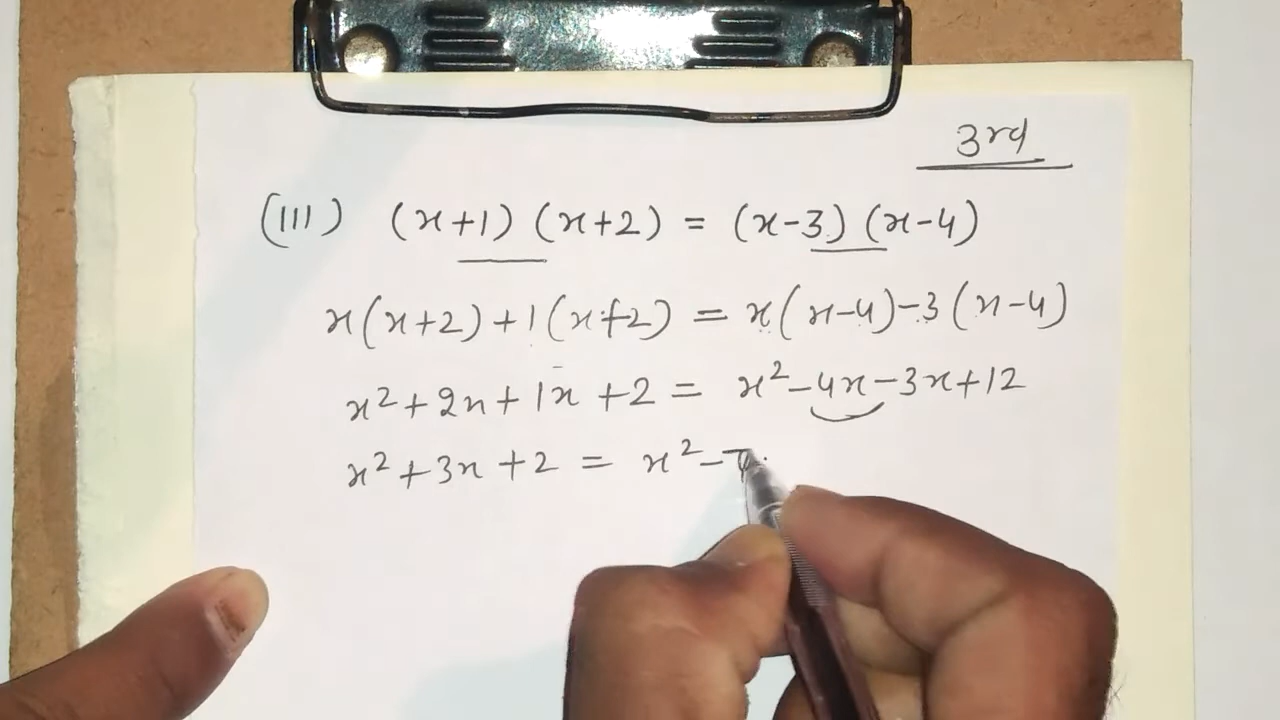 3rd
(III) (x+1) (x+2) = (x-3) (x-4)
x(x+2)+1(x+2) = x(x-4)-3(x-4)
x²+2x+1x+2 = x²-4x-3x+12
x²+3x+2 = x²-7